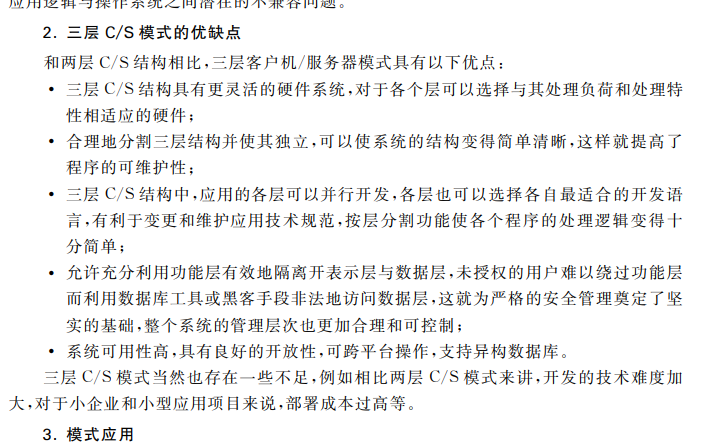 应用逻辑与操作系统之间潜在的不兼容问题。
2. 三层 C/S 模式的优缺点
和两层 C/S 结构相比,三层客户机/服务器模式具有以下优点:
• 三层 C/S 结构具有更灵活的硬件系统,对于各个层可以选择与其处理负荷和处理特
性相适应的硬件;
• 合理地分割三层结构并使其独立,可以使系统的结构变得简单清晰,这样就提高了
程序的可维护性;
• 三层 C/S 结构中,应用的各层可以并行开发,各层也可以选择各自最适合的开发语
言,有利于变更和维护应用技术规范,按层分割功能使各个程序的处理逻辑变得十
分简单;
• 允许充分利用功能层有效地隔离开表示层与数据层,未授权的用户难以绕过功能层
而利用数据库工具或黑客手段非法地访问数据层,这就为严格的安全管理奠定了坚
实的基础,整个系统的管理层次也更加合理和可控制;
• 系统可用性高,具有良好的开放性,可跨平台操作,支持异构数据库。
三层 C/S 模式当然也存在一些不足,例如相比两层 C/S 模式来讲,开发的技术难度加
大,对于小企业和小型应用项目来说,部署成本过高等。
3. 模式应用